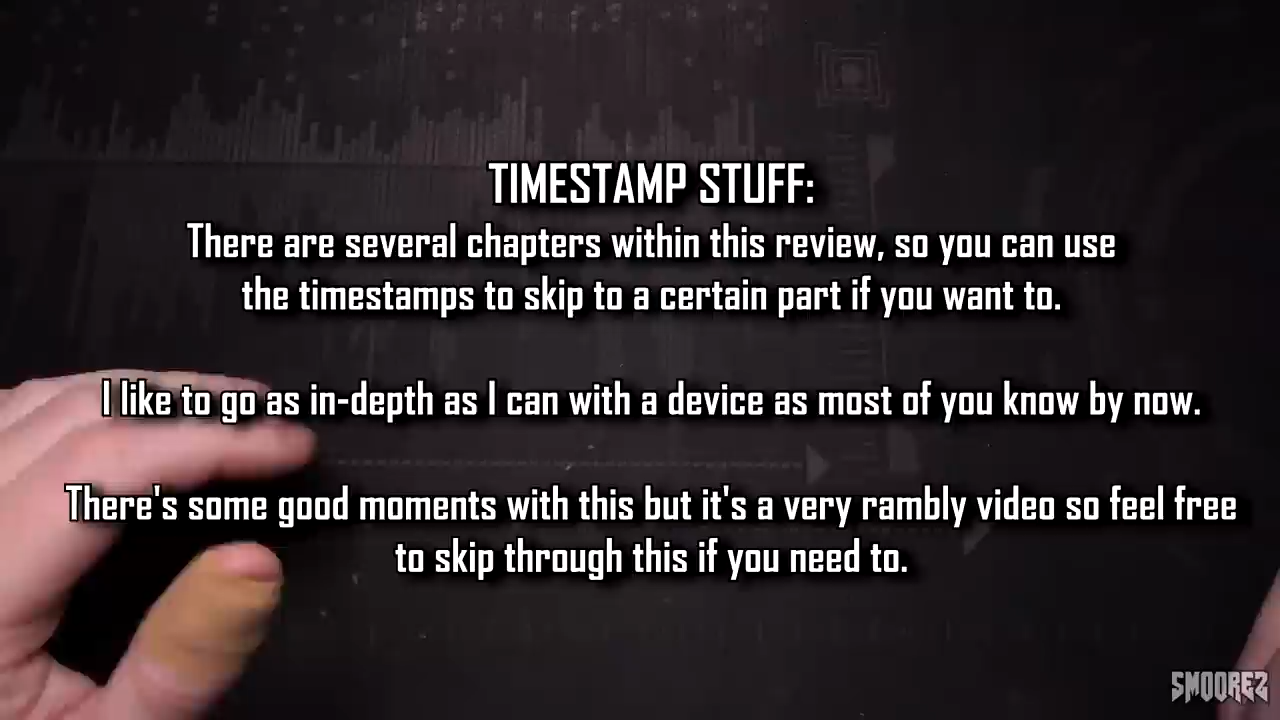 TIMESTAMP STUFF:
There are several chapters within this review, so you can use
the timestamps to skip to a certain part if you want to.
I like to go as in-depth as I can with a device as most of you know by now.
There's some good moments with this but it's a very rambly video so feel free
to skip through this if you need to.
SMOOREZ